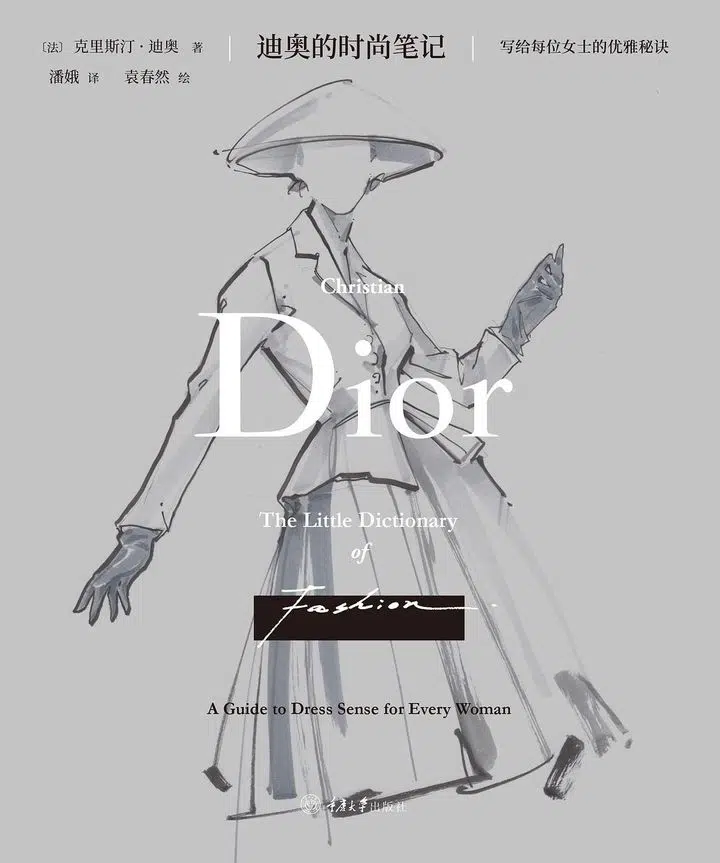 〔法〕 克里斯汀·迪奥 著
潘娥 译 袁春然 绘
迪奥的时尚笔记
写给每位女士的优雅秘诀
Christian
Dior
The Little Dictionary
of
Fashion
A Guide to Dress Sense for Every Woman
重庆大学出版社